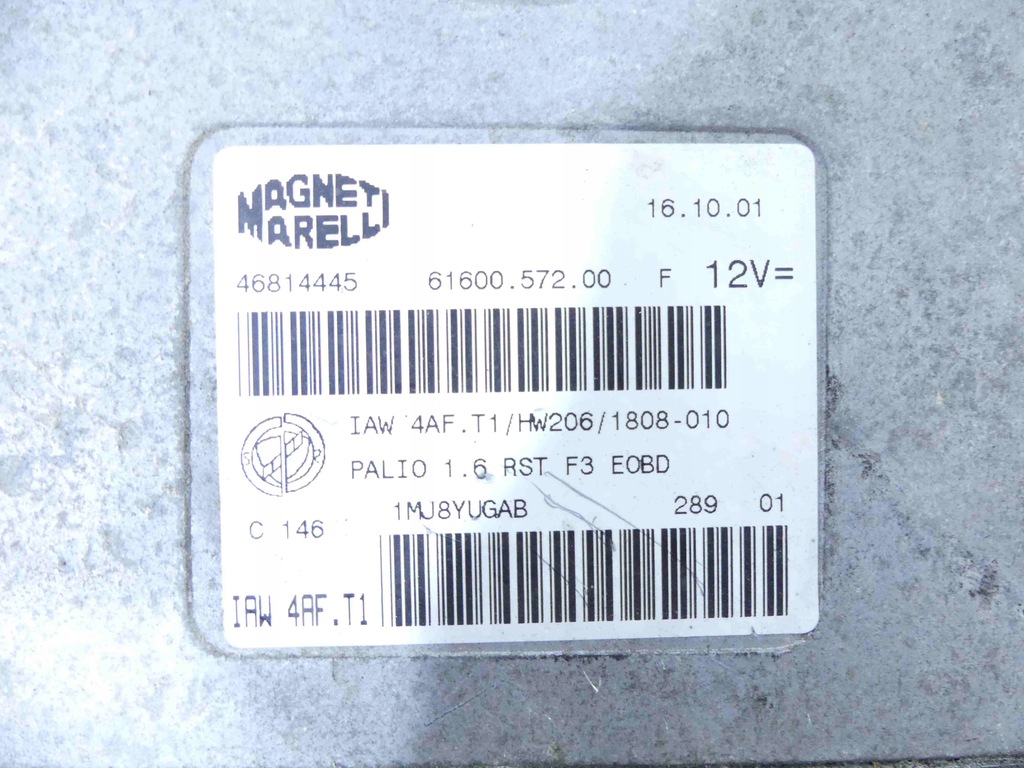 MAGNETI
MARELLI
16.10.01
46814445 61600.572.00 F 12V=
IAW 4AF.T1/HW206/1808-010
PALIO 1.6 RST F3 EOBD
1MJ8YUGAB 289 01
C 146
IAW 4AF.T1